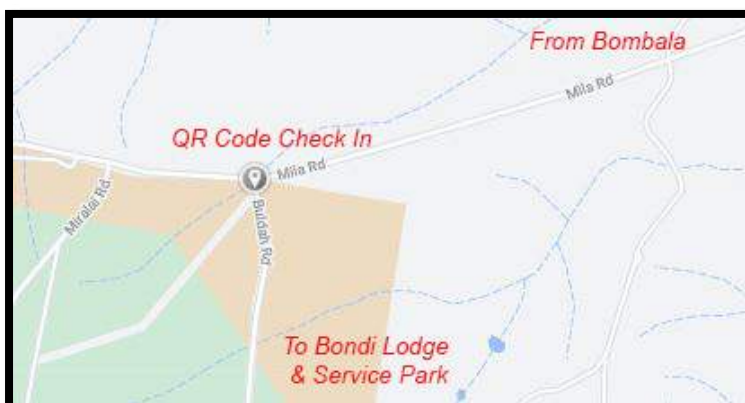 From Bombala
Mila Rd
QR Code Check In
Mila Rd
Miralai Rd
Buldah Rd
To Bondi Lodge
& Service Park